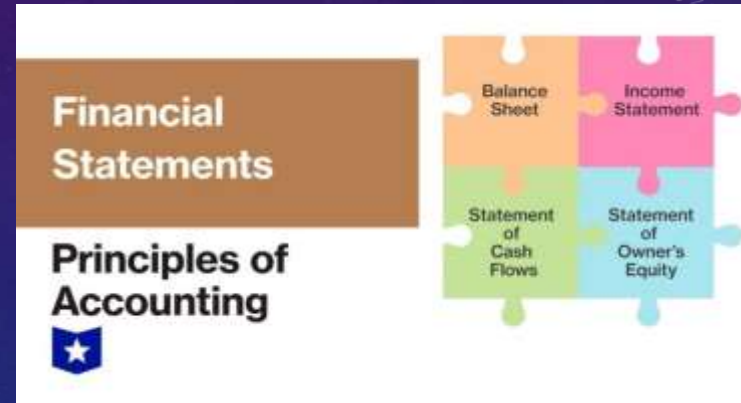 Financial
Statements
Principles of
Accounting
Balance
Sheet
Income
Statement
Statement
of
Cash
Flows
Statement
of
Owner's
Equity